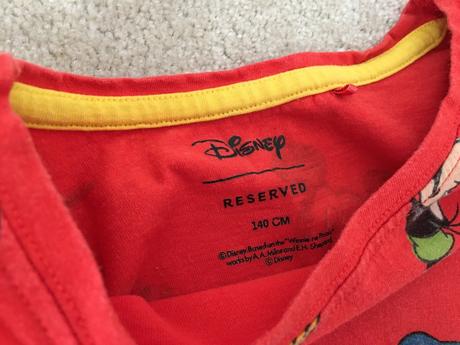 Disney
RESERVED
140 CM
©Disney. Based on the "Winnie the Pooh"
works by A.A. Milne and E.H. Shepard.
©Disney